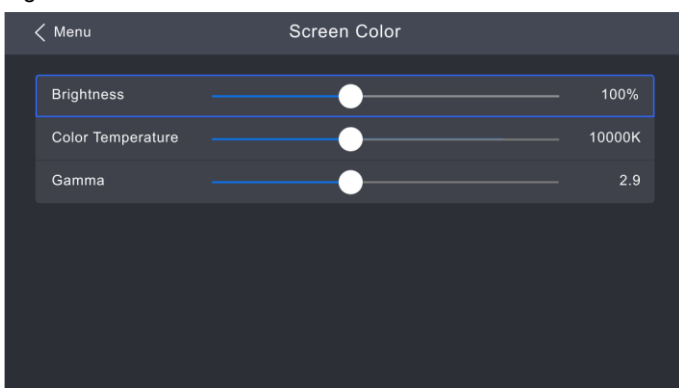 Menu
Screen Color
Brightness 100%
Color Temperature 10000K
Gamma 2.9